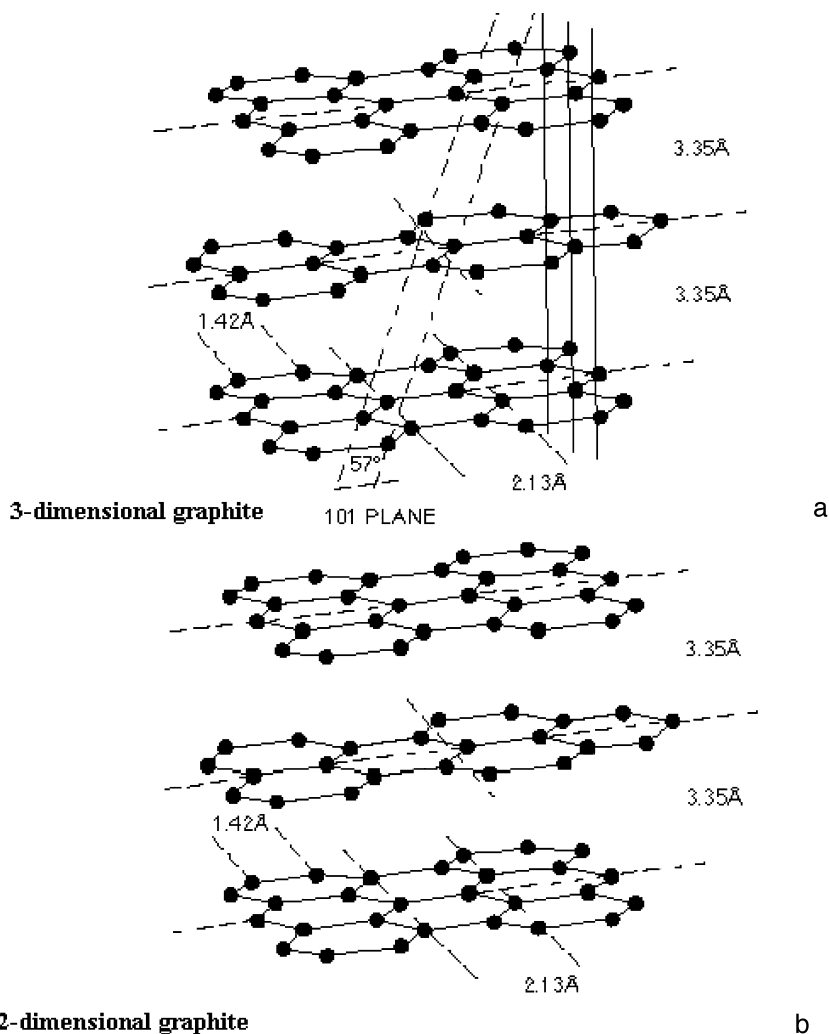 3.35Å
3.35Å
1.42Å
57°
2.13Å
3-dimensional graphite
101 PLANE
a
3.35Å
3.35Å
1.42Å
2.13Å
2-dimensional graphite
b